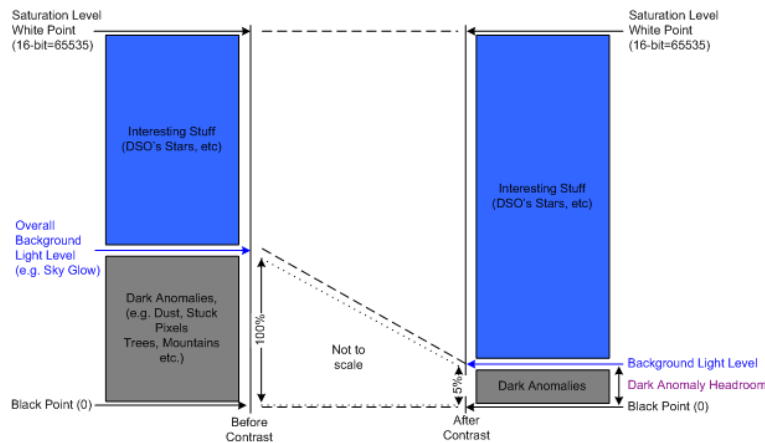 Saturation Level
White Point
(16-bit=65535)
Saturation Level
White Point
(16-bit=65535)
Interesting Stuff
(DSO's Stars, etc)
Interesting Stuff
(DSO's Stars, etc)
Overall
Background
Light Level
(e.g. Sky Glow)
Dark Anomalies,
(e.g. Dust, Stuck
Pixels
Trees, Mountains
etc.)
100%
Not to
scale
5%
Background Light Level
Dark Anomalies
Dark Anomaly Headroom
Black Point (0)
Black Point (0)
Before
Contrast
After
Contrast